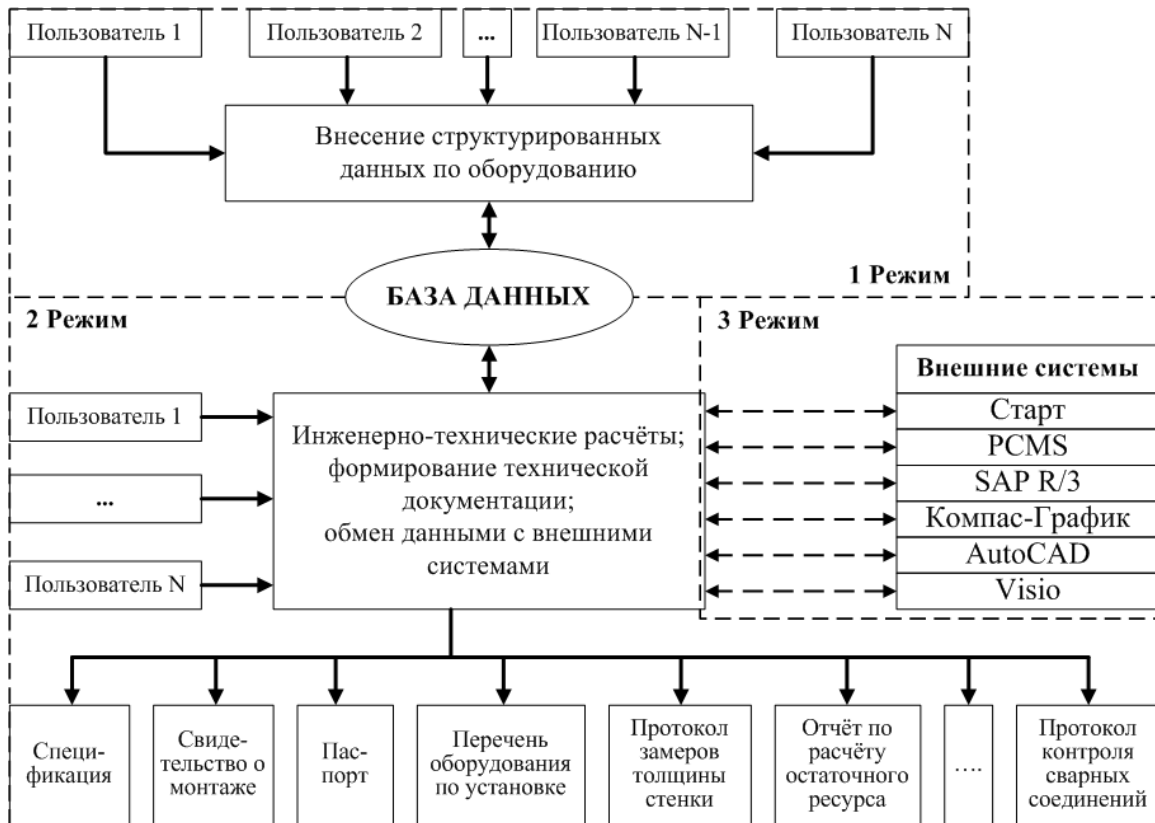 Пользователь 1
Пользователь 2
...
Пользователь N-1
Пользователь N
Внесение структурированных
данных по оборудованию
1 Режим
БАЗА ДАННЫХ
2 Режим
3 Режим
Пользователь 1
...
Пользователь N
Инженерно-технические расчёты;
формирование технической
документации;
обмен данными с внешними
системами
Внешние системы
Старт
PCMS
SAP R/3
Компас-График
AutoCAD
Visio
Специ-
фикация
Свиде-
тельство о
монтаже
Пас-
порт
Перечень
оборудования
по установке
Протокол
замеров
толщины
стенки
Отчёт по
расчёту
остаточного
ресурса
....
Протокол
контроля
сварных
соединений